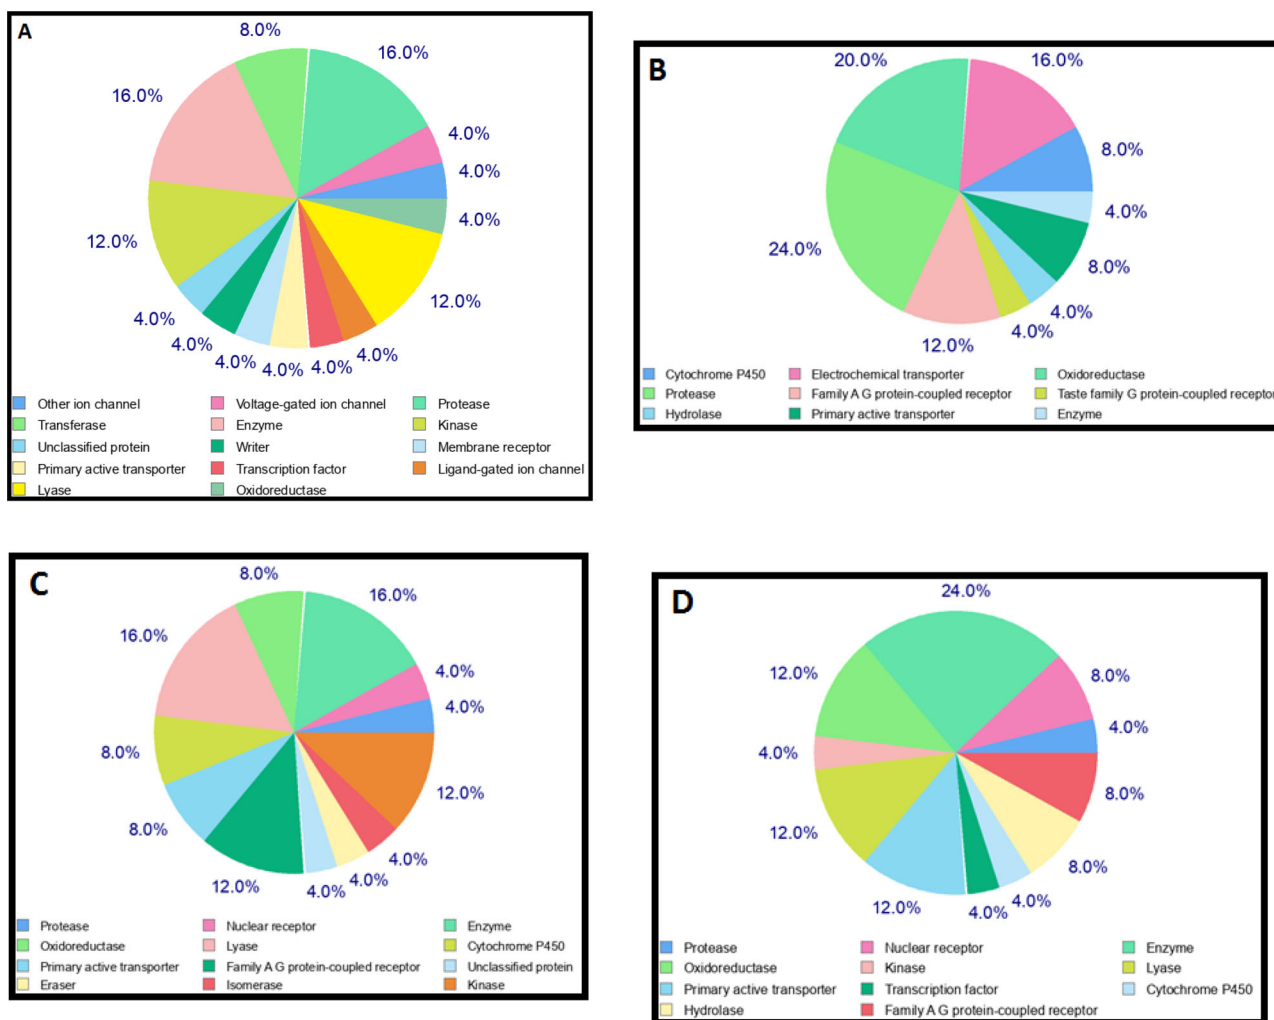 A
8.0%
16.0%
16.0%
4.0%
4.0%
4.0%
12.0%
12.0%
4.0%
4.0%
4.0%
4.0%
4.0%
4.0%
Other ion channel Voltage-gated ion channel Protease
Transferase Enzyme Kinase
Unclassified protein Writer Membrane receptor
Primary active transporter Transcription factor Ligand-gated ion channel
Lyase Oxidoreductase
B
20.0%
16.0%
8.0%
4.0%
24.0%
8.0%
4.0%
4.0%
12.0%
Cytochrome P450 Electrochemical transporter Oxidoreductase
Protease Family A G protein-coupled receptor Taste family G protein-coupled receptor
Hydrolase Primary active transporter Enzyme
C
8.0%
16.0%
16.0%
4.0%
4.0%
8.0%
12.0%
8.0%
4.0%
12.0%
4.0%
4.0%
Protease Nuclear receptor Enzyme
Oxidoreductase Lyase Cytochrome P450
Primary active transporter Family A G protein-coupled receptor Unclassified protein
Eraser Isomerase Kinase
D
24.0%
12.0%
8.0%
4.0%
4.0%
8.0%
12.0%
8.0%
12.0%
4.0%
4.0%
Protease Nuclear receptor Enzyme
Oxidoreductase Kinase Lyase
Primary active transporter Transcription factor Cytochrome P450
Hydrolase Family A G protein-coupled receptor